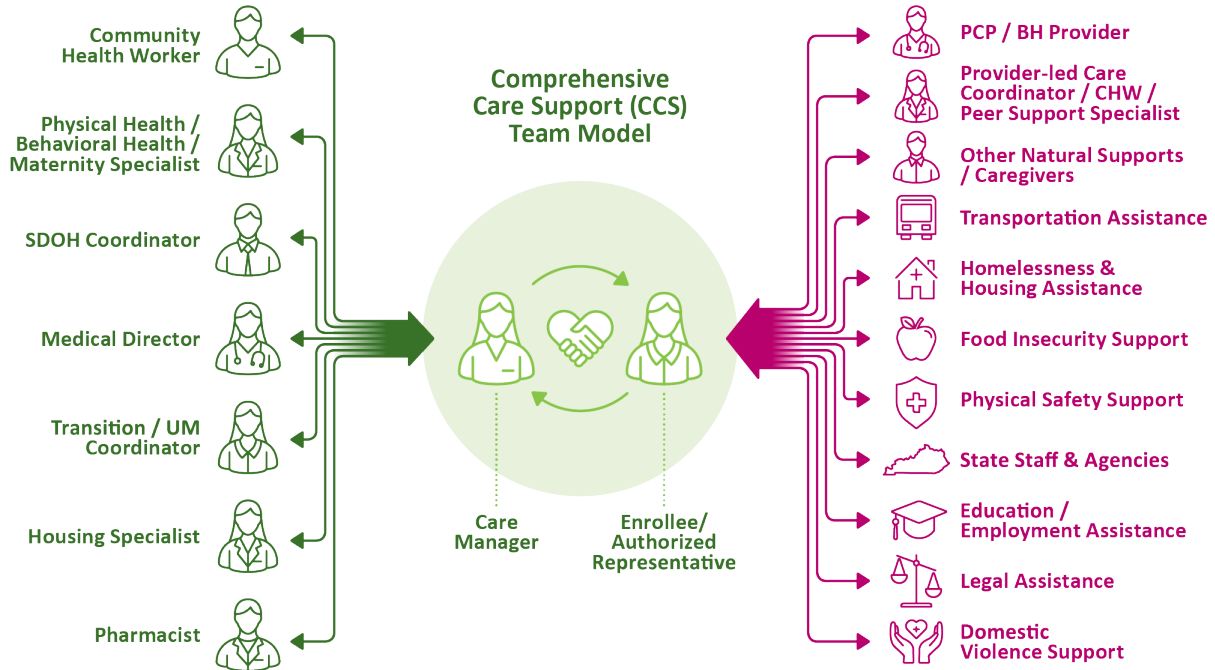 Comprehensive
Care Support (CCS)
Team Model
Community
Health Worker
Physical Health /
Behavioral Health /
Maternity Specialist
SDOH Coordinator
Medical Director
Transition / UM
Coordinator
Housing Specialist
Pharmacist
Care
Manager
Enrollee/
Authorized
Representative
PCP / BH Provider
Provider-led Care
Coordinator / CHW /
Peer Support Specialist
Other Natural Supports
/ Caregivers
Transportation Assistance
Homelessness &
Housing Assistance
Food Insecurity Support
Physical Safety Support
State Staff & Agencies
Education /
Employment Assistance
Legal Assistance
Domestic
Violence Support